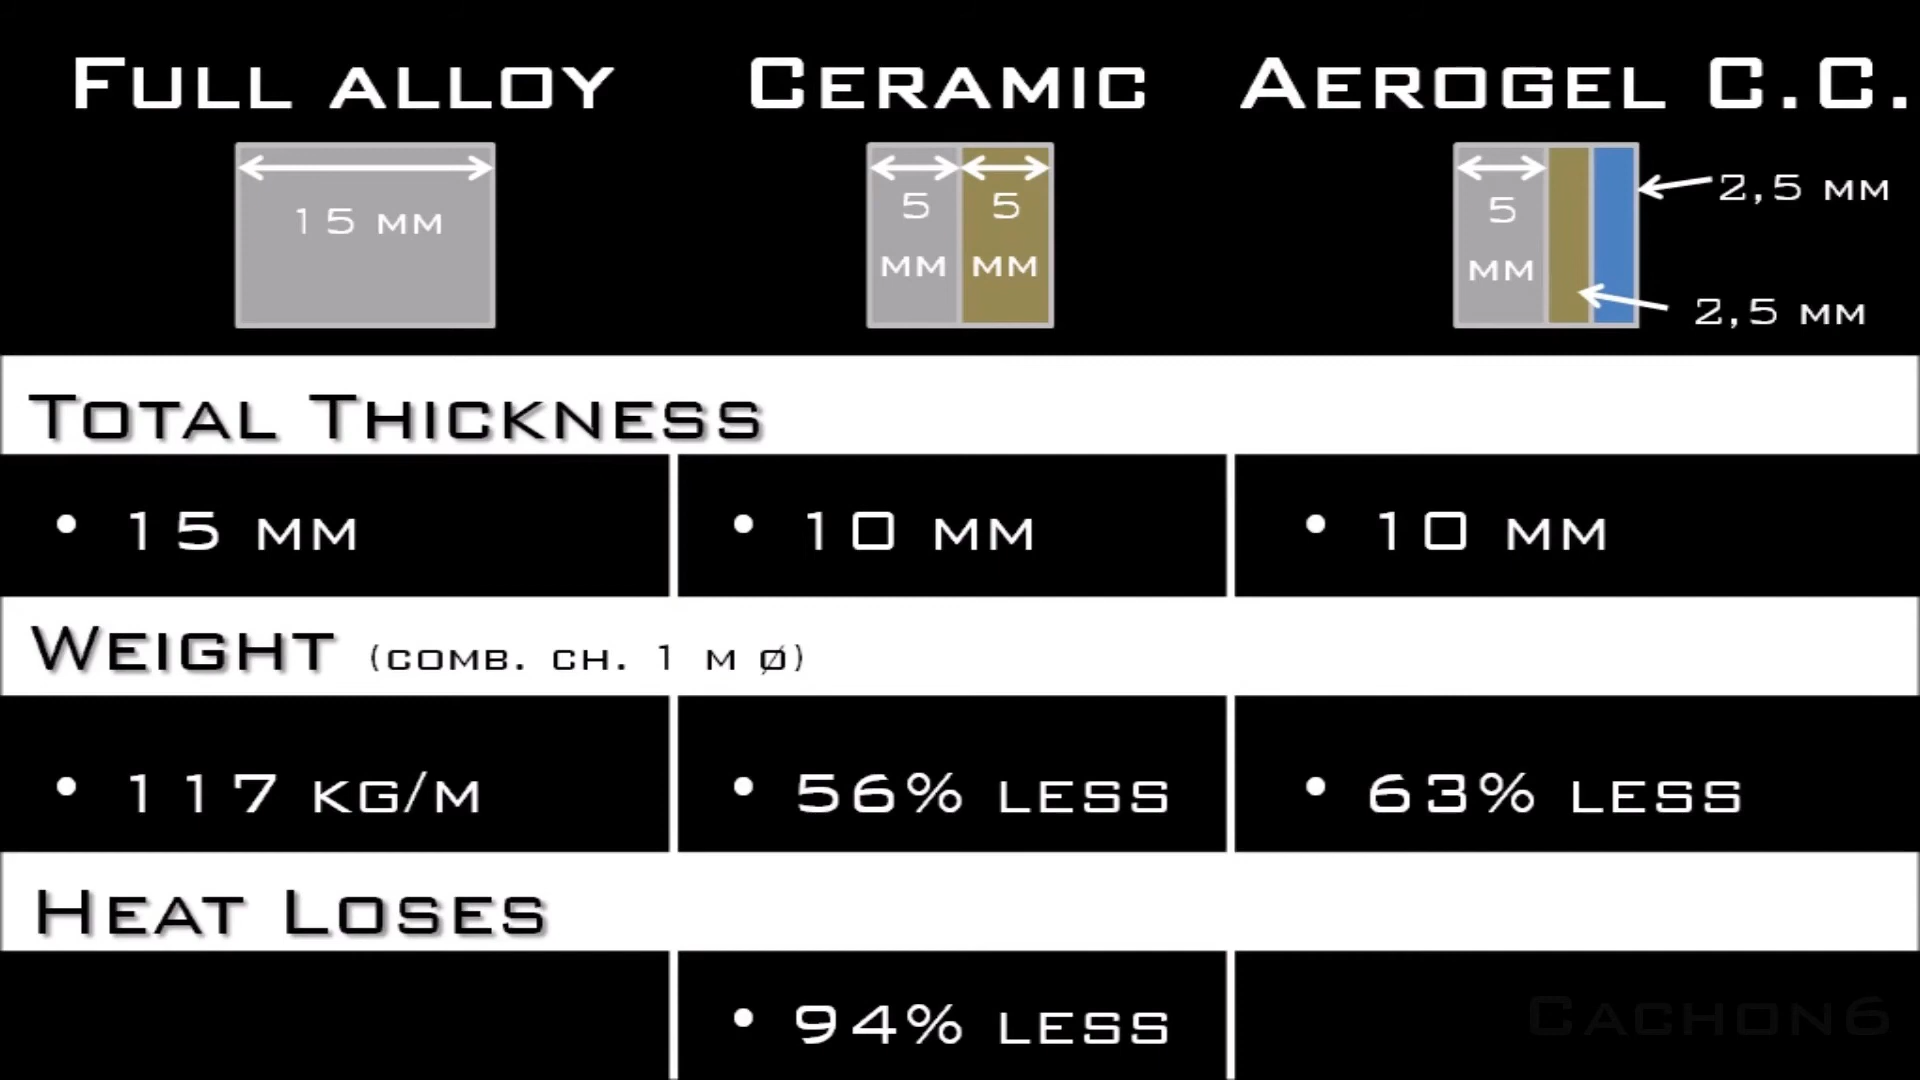 Full alloy
Ceramic
Aerogel C.C.
15 mm
5
mm
5
mm
5
mm
2,5 mm
2,5 mm
Total Thickness
• 15 mm
• 10 mm
• 10 mm
Weight (comb. ch. 1 m ø)
• 117 kg/m
• 56% less
• 63% less
Heat Loses
• 94% less
Cachon6